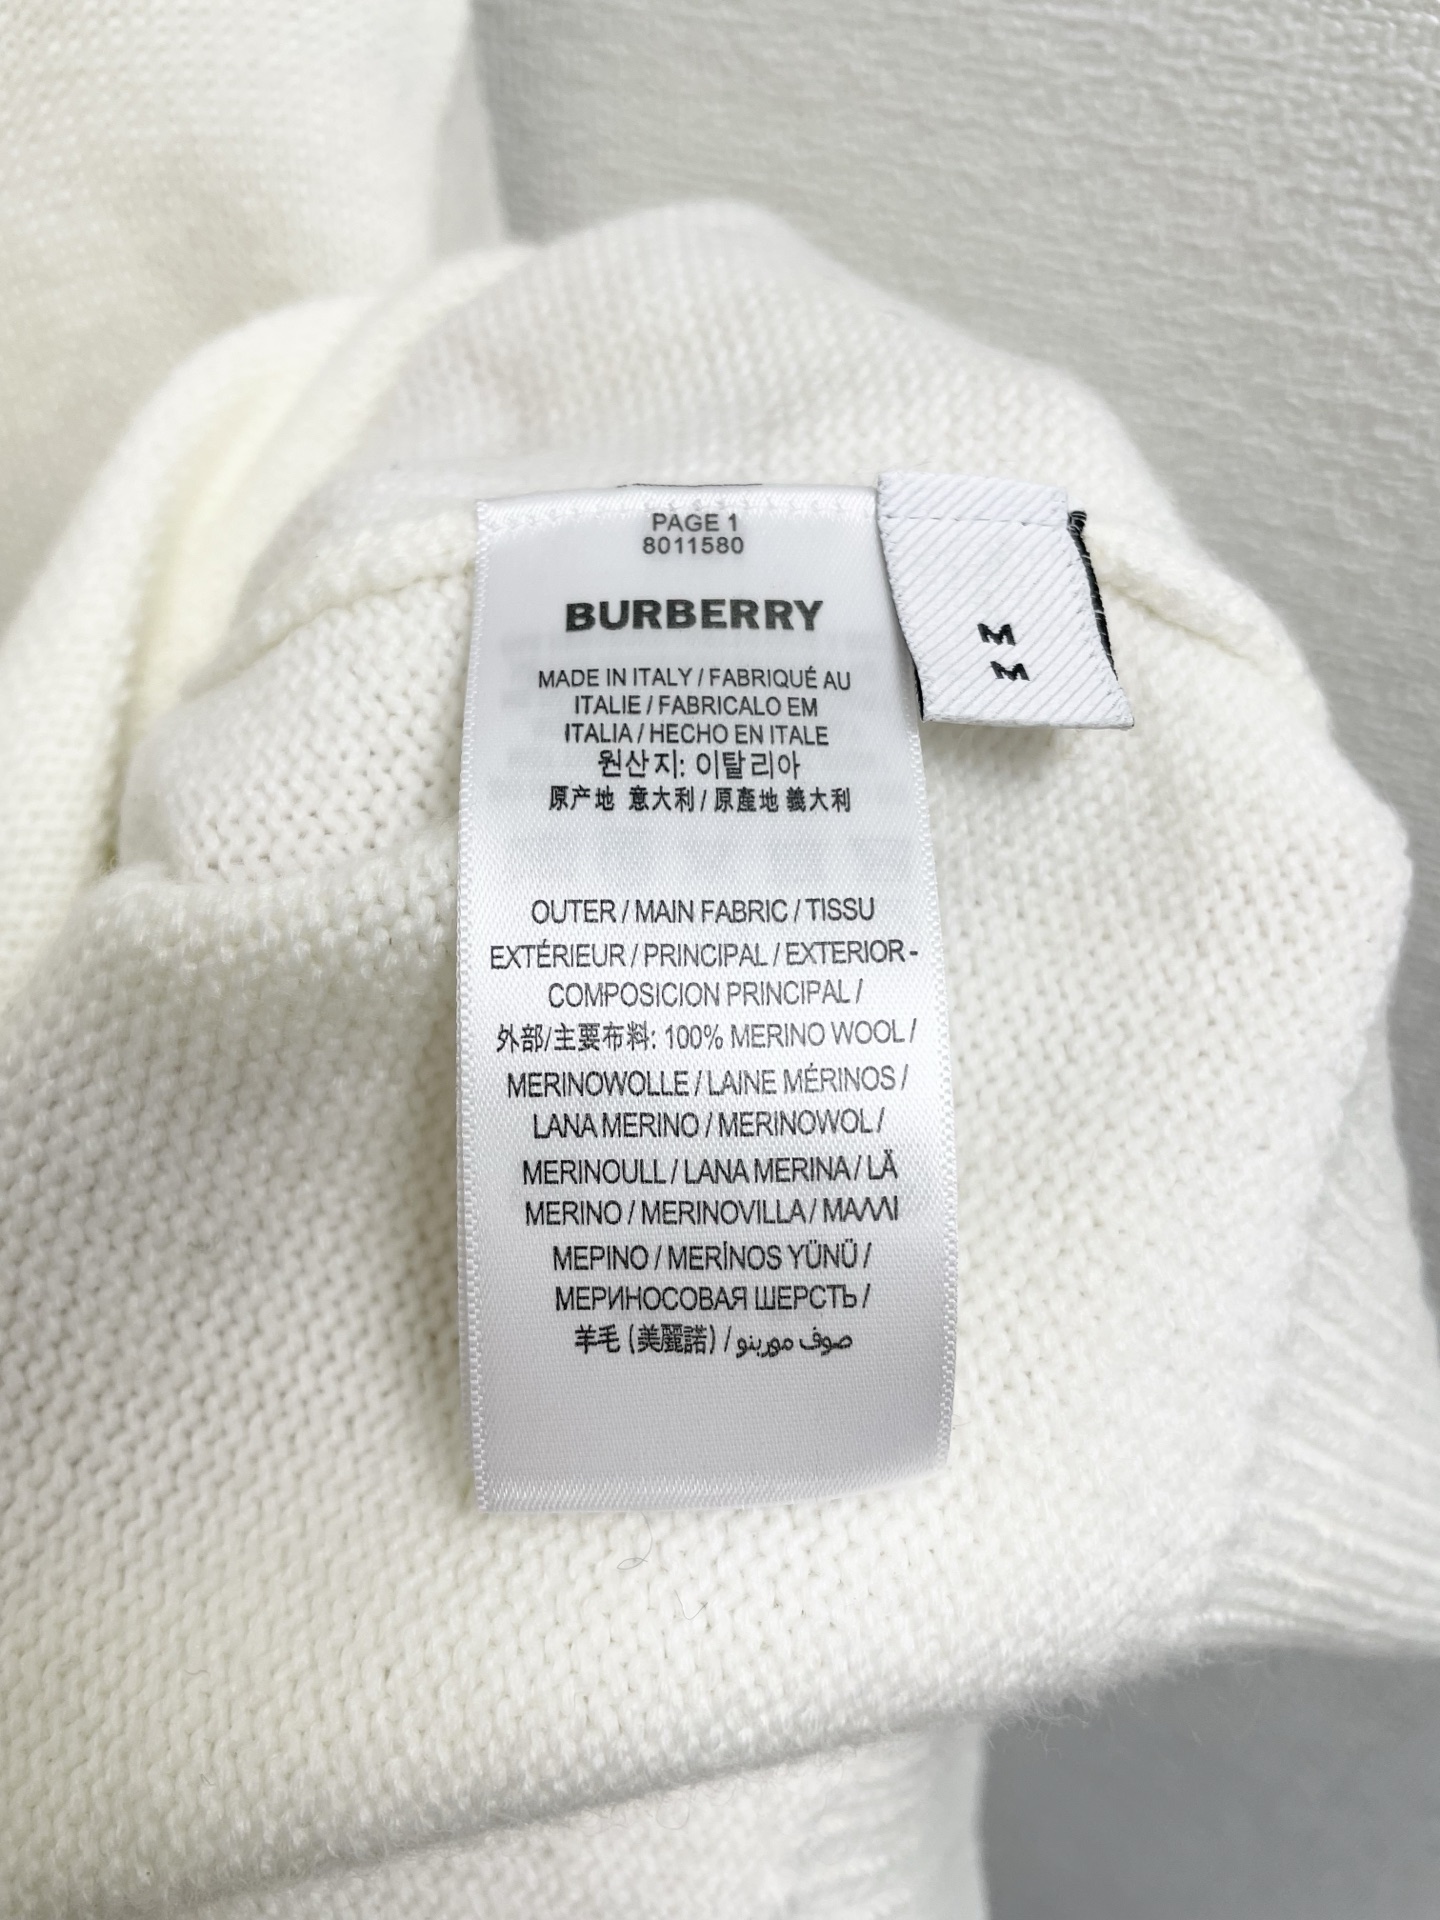 PAGE 1
8011580
BURBERRY
MADE IN ITALY / FABRIQUÉ AU
ITALIE / FABRICALO EM
ITALIA / HECHO EN ITALE
원산지: 이탈리아
原产地 意大利 / 原產地 義大利
OUTER / MAIN FABRIC / TISSU
EXTÉRIEUR / PRINCIPAL / EXTERIOR-
COMPOSICION PRINCIPAL /
外部/主要布料: 100% MERINO WOOL /
MERINOWOLLE / LAINE MÉRINOS /
LANA MERINO / MERINOWOL /
MERINOULL / LANA MERINA / LÄ
MERINO / MERINOVILLA / ΜΑΛΛΙ
ΜΕΡΙΝΟ / MERİNOS YÜNÜ /
МЕРИНОСОВАЯ ШЕРСТЬ /
羊毛 (美麗諾) / صوف مورينو
M
M